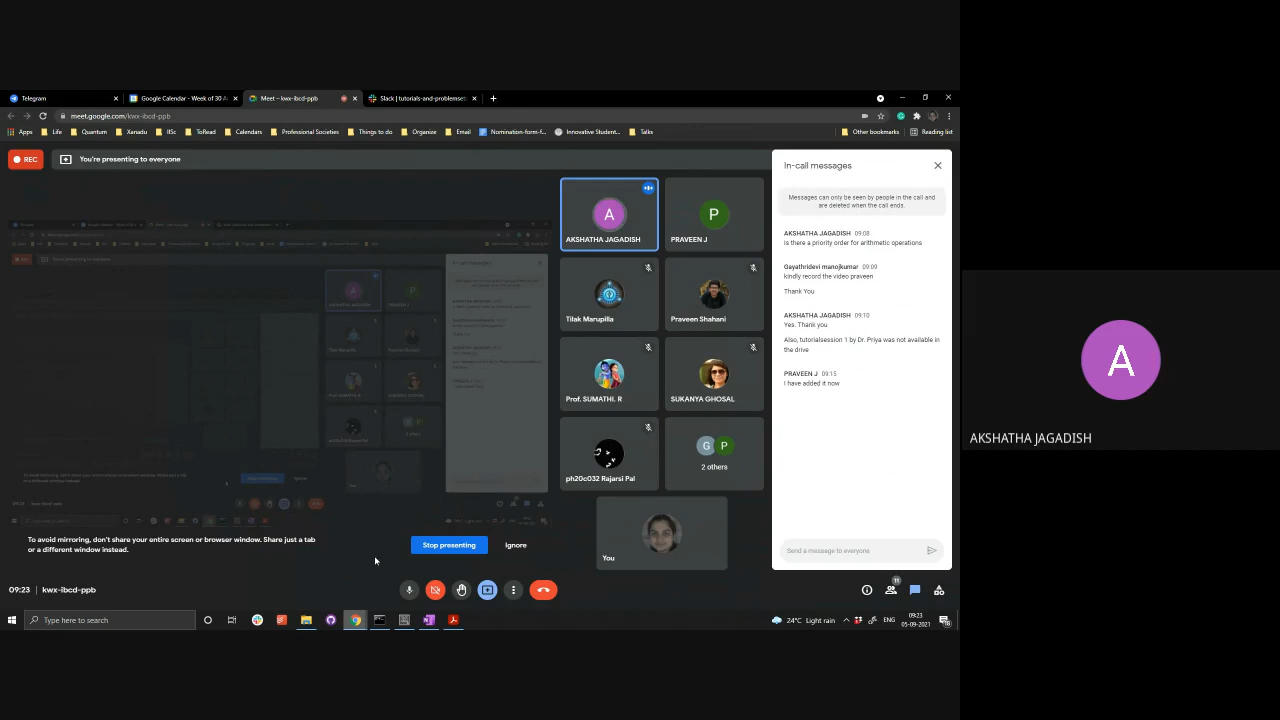 Telegram
Google Calendar - Week of 30 A
Meet – kwx-ibcd-ppb
Slack | tutorials-and-problemset
meet.google.com/kwx-ibcd-ppb
Apps Life Quantum Xanadu IISc ToRead Calendars Professional Societies Things to do Organize Email Nomination-form-f... Innovative Student... Talks Other bookmarks Reading list
REC You're presenting to everyone
In-call messages
Messages can only be seen by people in the call and
are deleted when the call ends.
AKSHATHA JAGADISH 09:08
Is there a priority order for arithmetic operations
Gayathridevi manojkumar 09:09
kindly record the video praveen
Thank You
AKSHATHA JAGADISH 09:10
Yes. Thank you
Also, tutorialsession 1 by Dr. Priya was not available in
the drive
PRAVEEN J 09:15
I have added it now
Send a message to everyone
A
AKSHATHA JAGADISH
P
PRAVEEN J
Tilak Marupilla
Praveen Shahani
Prof. SUMATHI. R
SUKANYA GHOSAL
ph20c032 Rajarsi Pal
G P
2 others
You
To avoid mirroring, don't share your entire screen or browser window. Share just a tab
or a different window instead.
Stop presenting
Ignore
09:23 | kwx-ibcd-ppb
11
Type here to search
24°C Light rain
ENG
09:23
05-09-2021
A
AKSHATHA JAGADISH